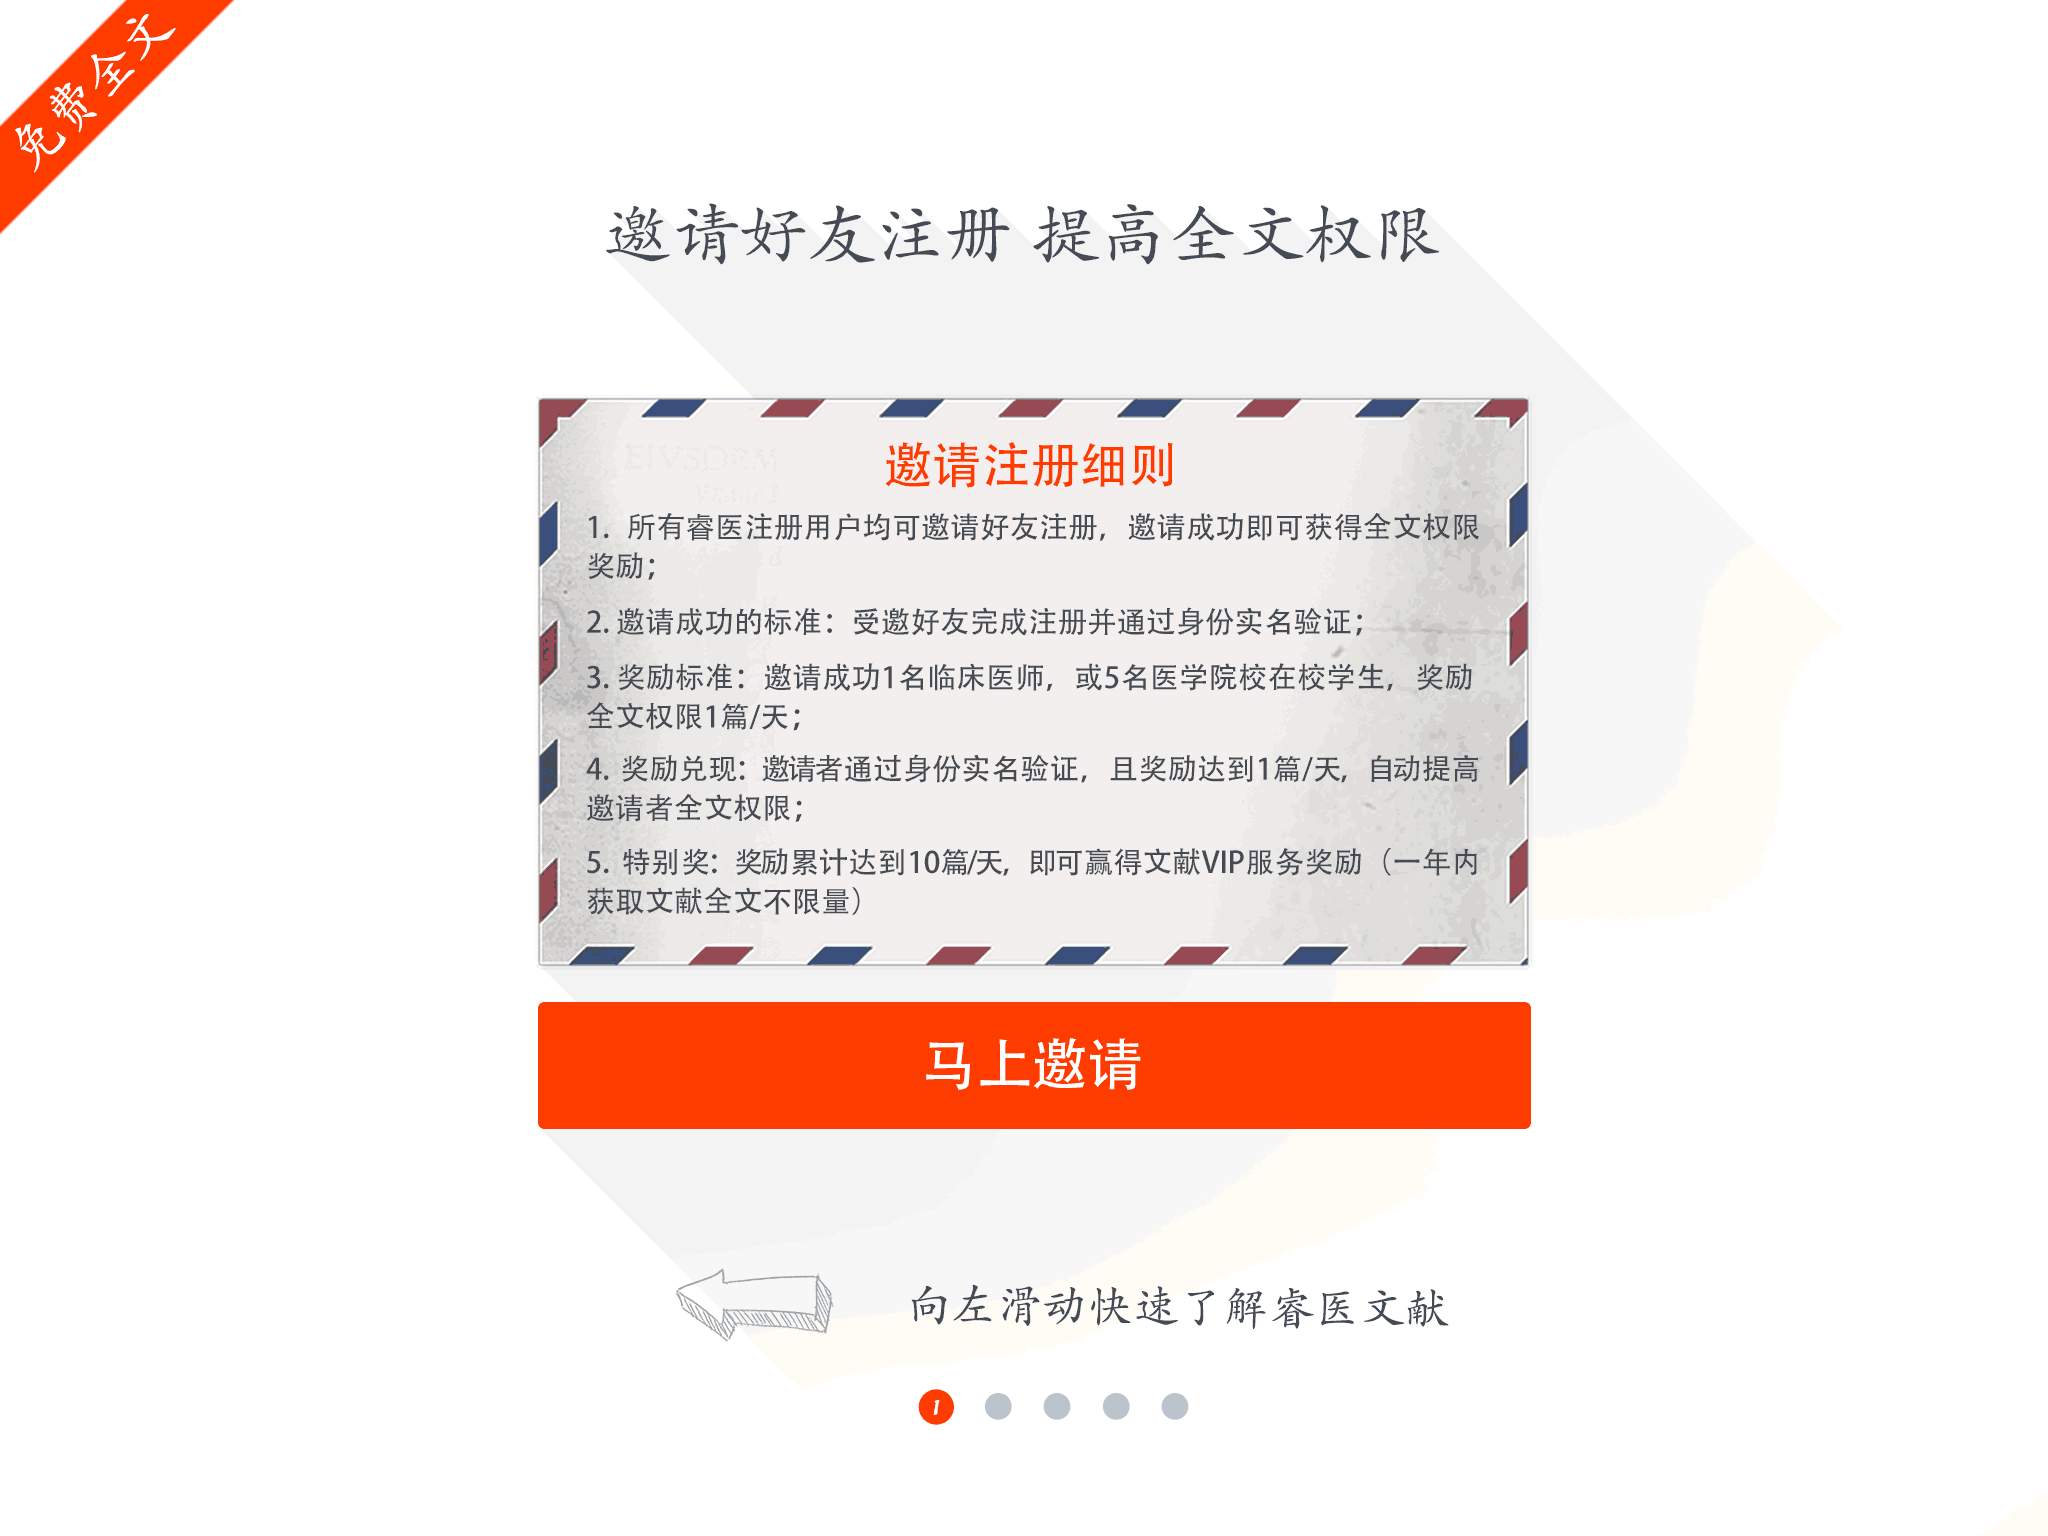 免费全文
邀请好友注册 提高全文权限
邀请注册细则
1. 所有睿医注册用户均可邀请好友注册，邀请成功即可获得全文权限
奖励；
2. 邀请成功的标准：受邀好友完成注册并通过身份实名验证；
3. 奖励标准：邀请成功1名临床医师，或5名医学院校在校学生，奖励
全文权限1篇/天；
4. 奖励兑现：邀请者通过身份实名验证，且奖励达到1篇/天，自动提高
邀请者全文权限；
5. 特别奖：奖励累计达到10篇/天，即可赢得文献VIP服务奖励（一年内
获取文献全文不限量）
马上邀请
向左滑动快速了解睿医文献
1